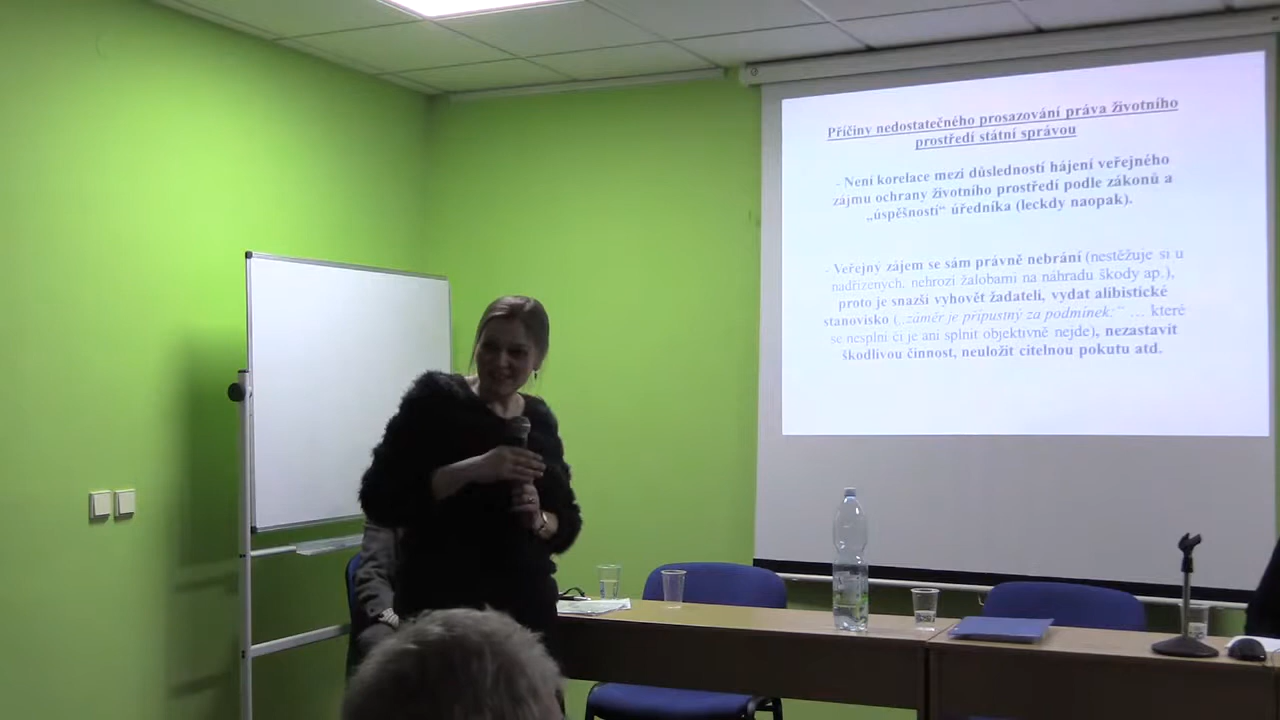 Příčiny nedostatečného prosazování práva životního
prostředí státní správou
- Není korelace mezi důsledností hájení veřejného
zájmu ochrany životního prostředí podle zákonů a
„úspěšností“ úředníka (leckdy naopak).
- Veřejný zájem se sám právně nebrání (nestěžuje si u
nadřízených, nehrozí žalobami na náhradu škody ap.),
proto je snazší vyhovět žadateli, vydat alibistické
stanovisko („záměr je přípustný za podmínek:“ … které
se nesplní či je ani splnit objektivně nejde), nezastavit
škodlivou činnost, neuložit citelnou pokutu atd.